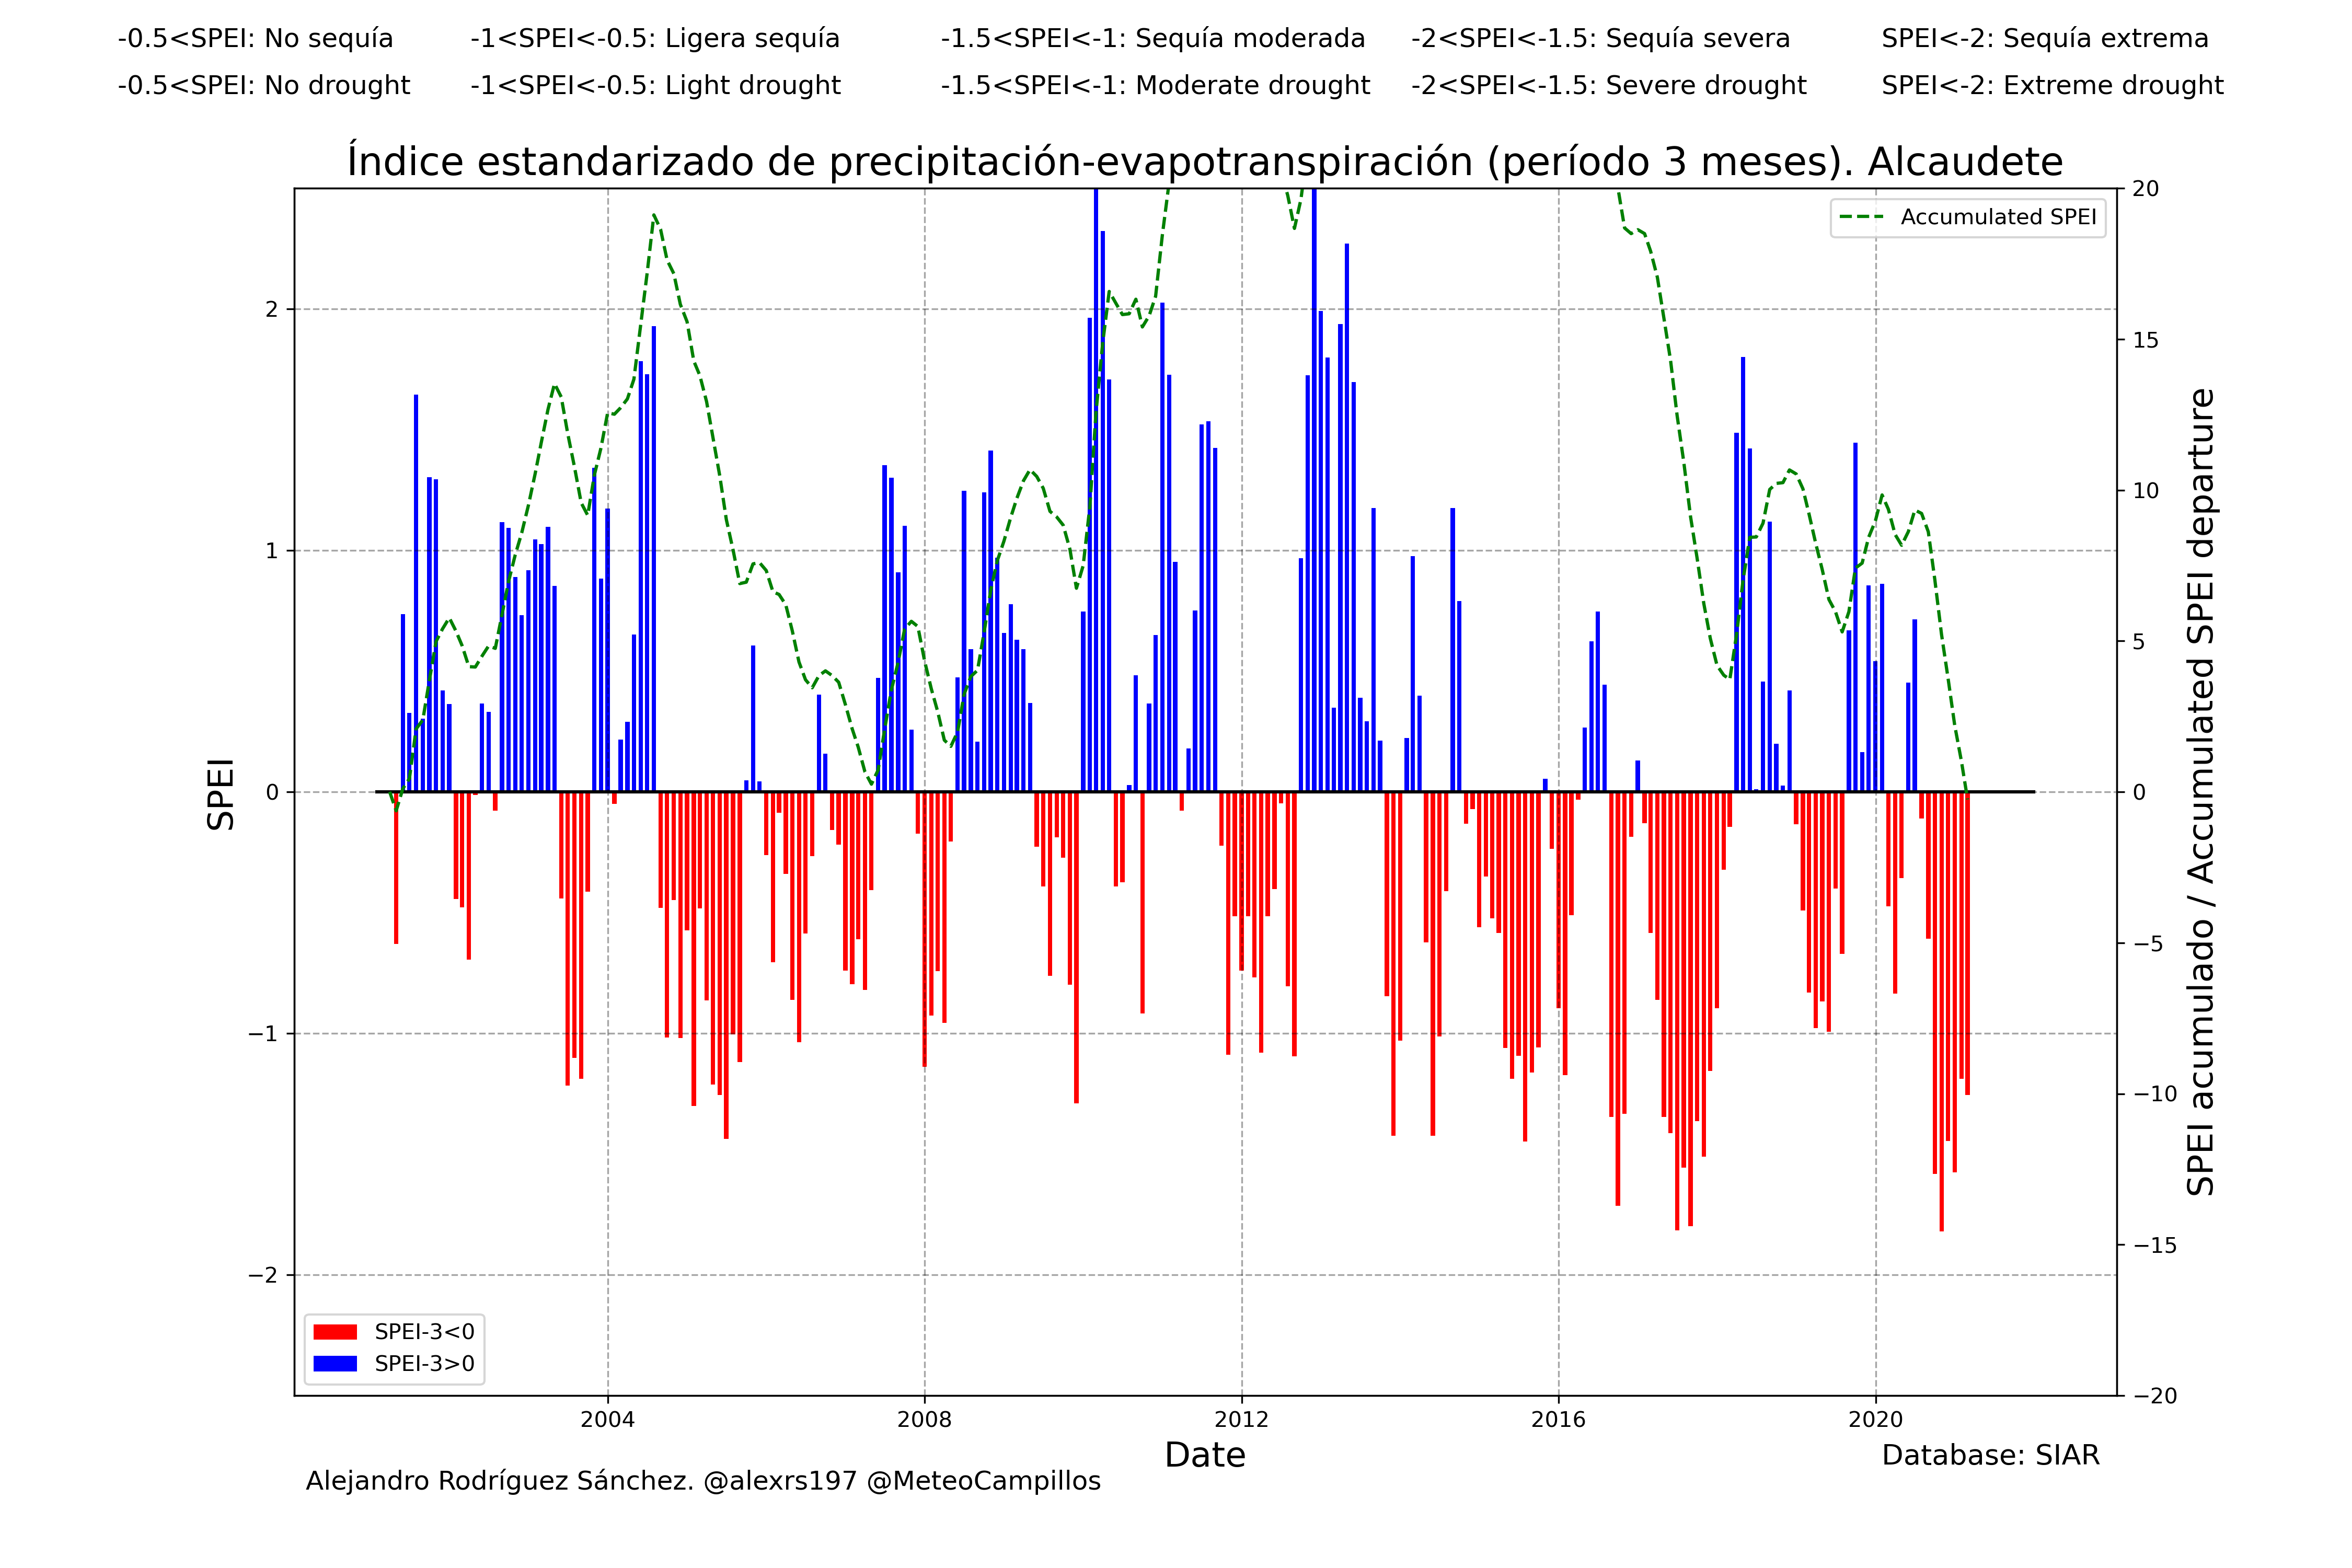 -0.5<SPEI: No sequía -1<SPEI<-0.5: Ligera sequía -1.5<SPEI<-1: Sequía moderada -2<SPEI<-1.5: Sequía severa SPEI<-2: Sequía extrema
-0.5<SPEI: No drought -1<SPEI<-0.5: Light drought -1.5<SPEI<-1: Moderate drought -2<SPEI<-1.5: Severe drought SPEI<-2: Extreme drought
Índice estandarizado de precipitación-evapotranspiración (período 3 meses). Alcaudete
Accumulated SPEI
SPEI
2
1
0
−1
−2
20
15
10
5
0
−5
−10
−15
−20
SPEI acumulado / Accumulated SPEI departure
SPEI-3<0
SPEI-3>0
2004 2008 2012 2016 2020
Date
Database: SIAR
Alejandro Rodríguez Sánchez. @alexrs197 @MeteoCampillos